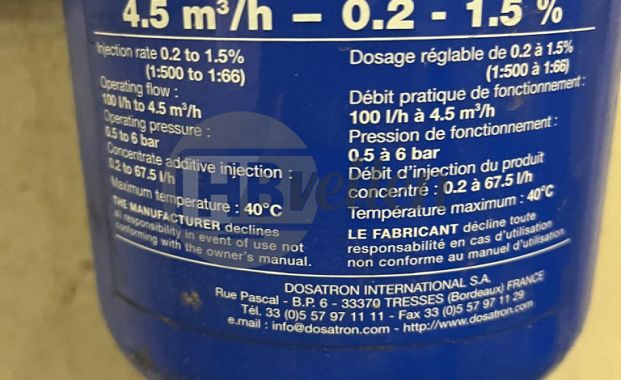 4.5 m³/h – 0.2 - 1.5 %
Injection rate 0.2 to 1.5%
(1:500 to 1:66)
Operating flow :
100 l/h to 4.5 m³/h
Operating pressure :
0.5 to 6 bar
Concentrate additive injection :
0.2 to 67.5 l/h
Maximum temperature : 40°C
THE MANUFACTURER declines
all responsibility in event of use not
conforming with the owner's manual.
Dosage réglable de 0.2 à 1.5%
(1:500 à 1:66)
Débit pratique de fonctionnement :
100 l/h à 4.5 m³/h
Pression de fonctionnement :
0.5 à 6 bar
Débit d'injection du produit
concentré : 0.2 à 67.5 l/h
Température maximum : 40°C
LE FABRICANT décline toute
responsabilité en cas d'utilisation
non conforme au manuel d'utilisation.
DOSATRON INTERNATIONAL S.A.
Rue Pascal - B.P. 6 - 33370 TRESSES (Bordeaux) FRANCE
Tél. 33 (0)5 57 97 11 11 - Fax 33 (0)5 57 97 11 29
e.mail : info@dosatron.com - http://www.dosatron.com